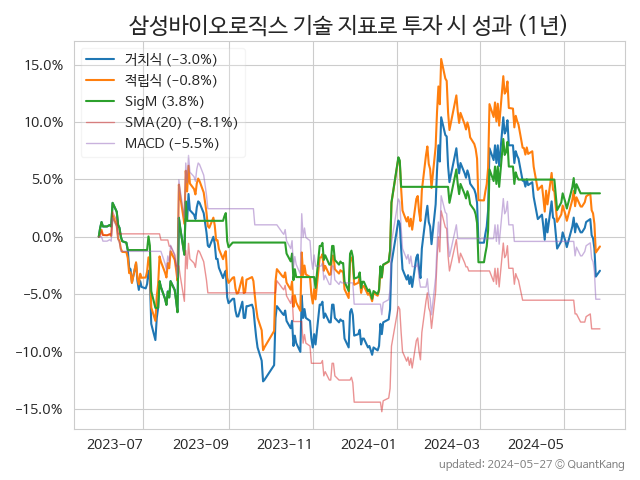 삼성바이오로직스 기술 지표로 투자 시 성과 (1년)
거치식 (−3.0%)
적립식 (−0.8%)
SigM (3.8%)
SMA(20) (−8.1%)
MACD (−5.5%)
15.0%
10.0%
5.0%
0.0%
−5.0%
−10.0%
−15.0%
2023-07 2023-09 2023-11 2024-01 2024-03 2024-05
updated: 2024-05-27 © QuantKang